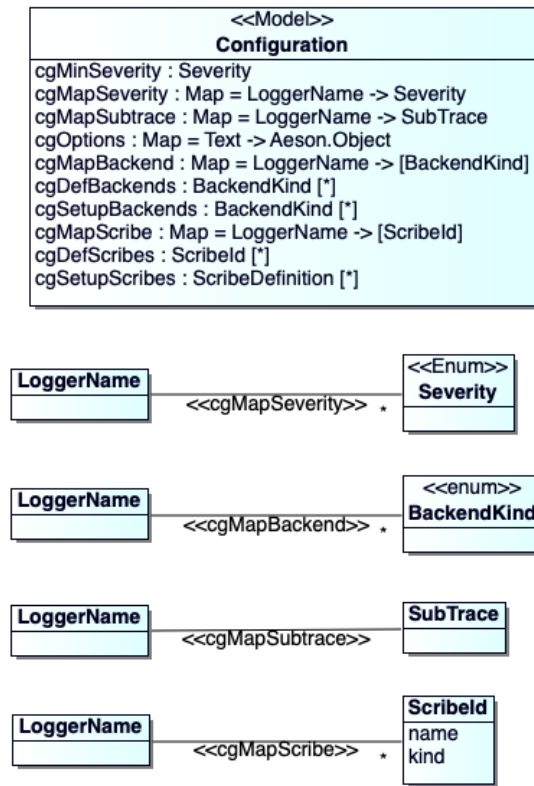 <<Model>>
Configuration
cgMinSeverity : Severity
cgMapSeverity : Map = LoggerName -> Severity
cgMapSubtrace : Map = LoggerName -> SubTrace
cgOptions : Map = Text -> Aeson.Object
cgMapBackend : Map = LoggerName -> [BackendKind]
cgDefBackends : BackendKind [*]
cgSetupBackends : BackendKind [*]
cgMapScribe : Map = LoggerName -> [ScribeId]
cgDefScribes : ScribeId [*]
cgSetupScribes : ScribeDefinition [*]
LoggerName
<<cgMapSeverity>> *
<<Enum>>
Severity
LoggerName
<<cgMapBackend>> *
<<enum>>
BackendKind
LoggerName
<<cgMapSubtrace>>
SubTrace
LoggerName
<<cgMapScribe>> *
ScribeId
name
kind